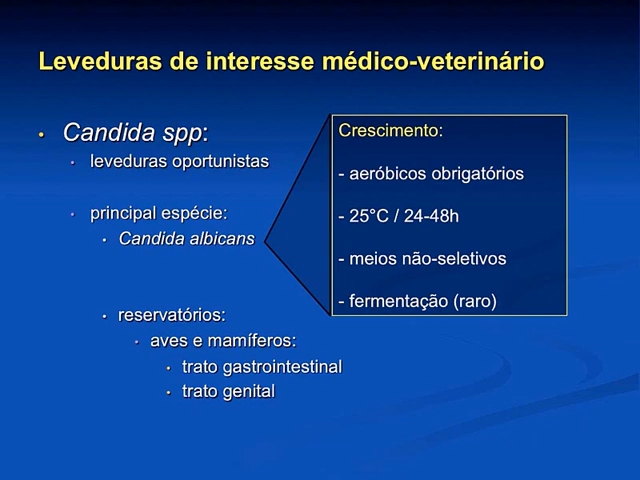 Leveduras de interesse médico-veterinário
• Candida spp:
• leveduras oportunistas
• principal espécie:
• Candida albicans
• reservatórios:
• aves e mamíferos:
• trato gastrointestinal
• trato genital
Crescimento:
- aeróbicos obrigatórios
- 25°C / 24-48h
- meios não-seletivos
- fermentação (raro)